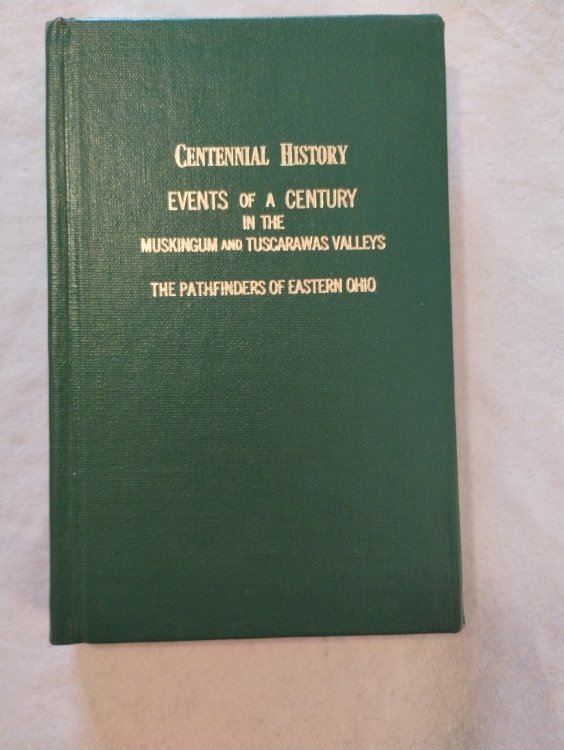 CENTENNIAL HISTORY
EVENTS OF A CENTURY
IN THE
MUSKINGUM AND TUSCARAWAS VALLEYS
THE PATHFINDERS OF EASTERN OHIO